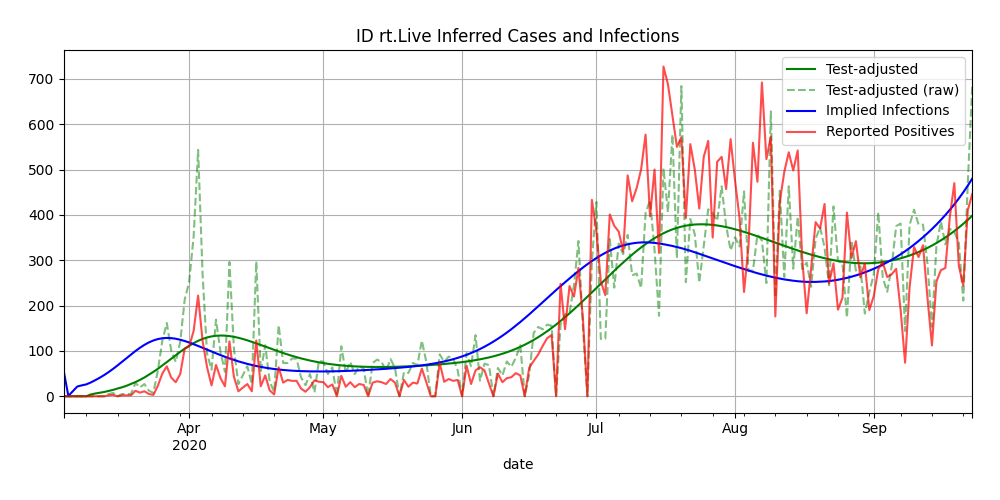 ID rt.Live Inferred Cases and Infections
Test-adjusted
Test-adjusted (raw)
Implied Infections
Reported Positives
700
600
500
400
300
200
100
0
Apr
2020
May
Jun
Jul
Aug
Sep
date